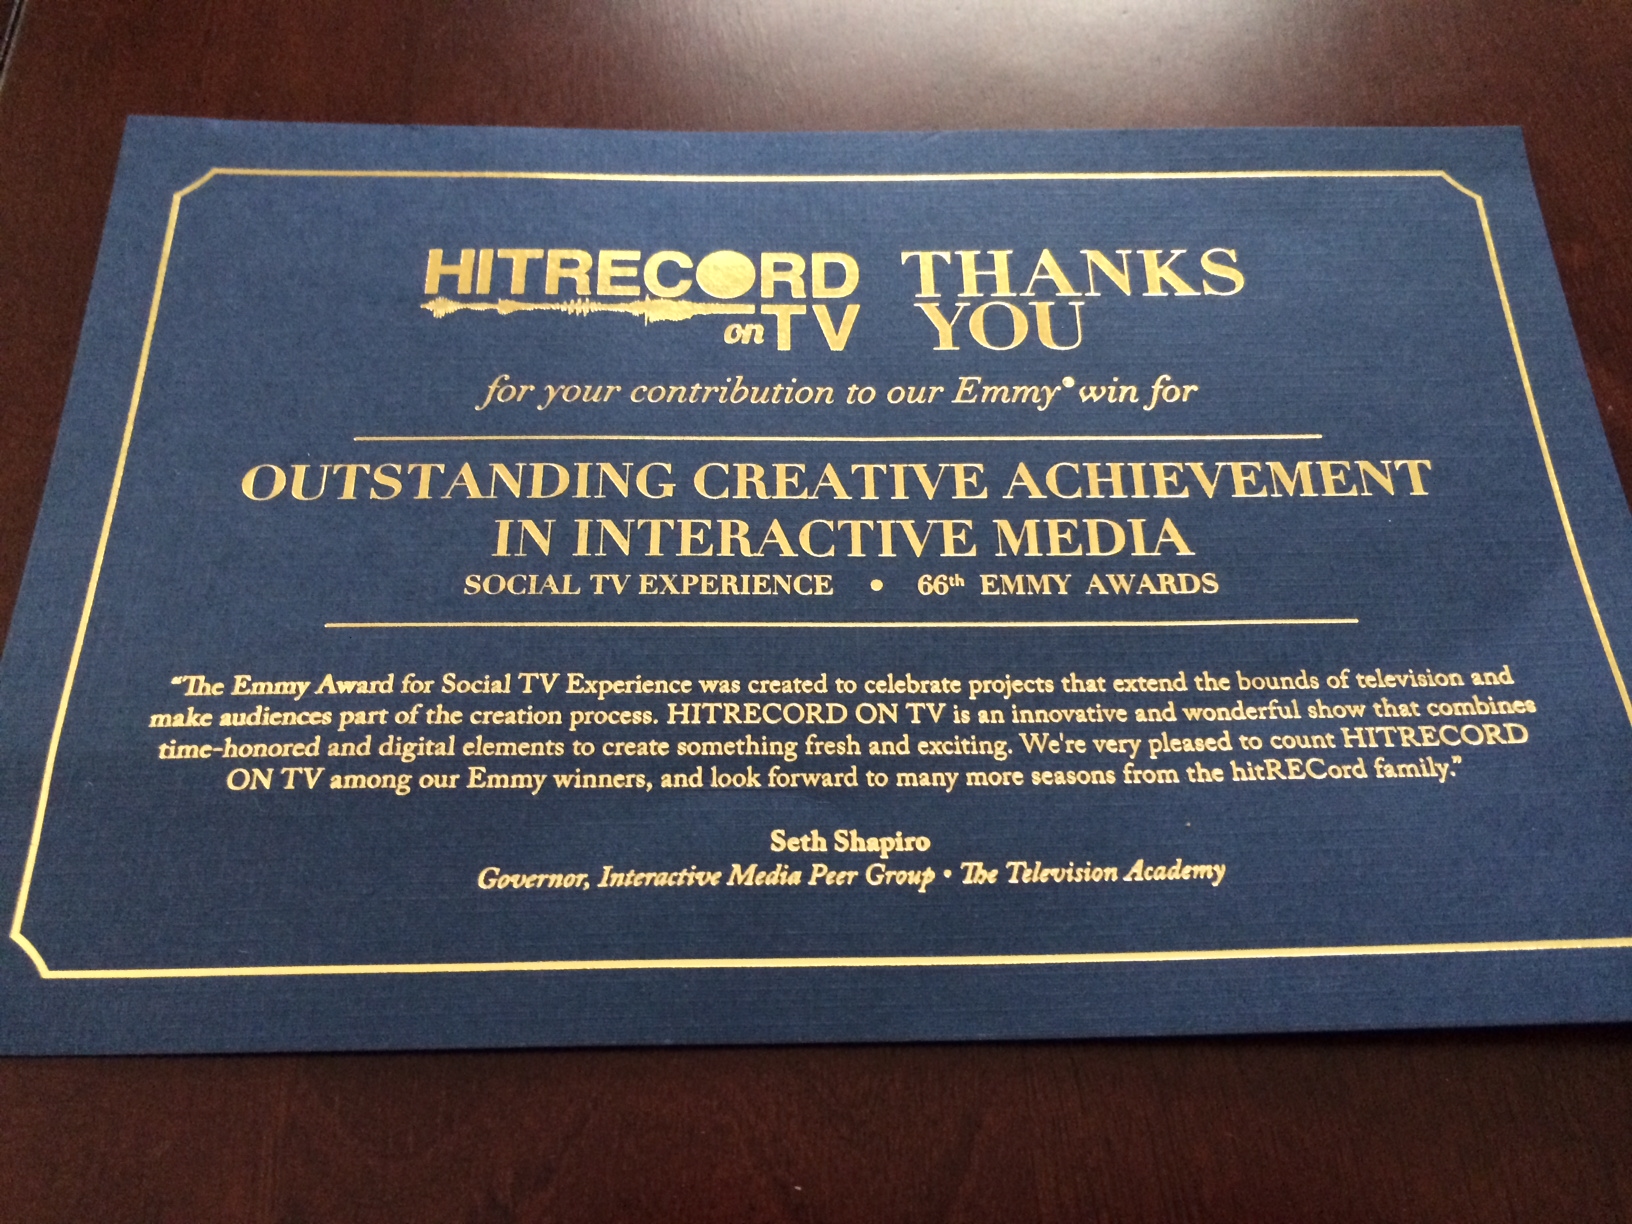 HITRECORD THANKS
on TV YOU
for your contribution to our Emmy® win for
OUTSTANDING CREATIVE ACHIEVEMENT
IN INTERACTIVE MEDIA
SOCIAL TV EXPERIENCE • 66th EMMY AWARDS
“The Emmy Award for Social TV Experience was created to celebrate projects that extend the bounds of television and
make audiences part of the creation process. HITRECORD ON TV is an innovative and wonderful show that combines
time-honored and digital elements to create something fresh and exciting. We're very pleased to count HITRECORD
ON TV among our Emmy winners, and look forward to many more seasons from the hitRECord family.”
Seth Shapiro
Governor, Interactive Media Peer Group • The Television Academy